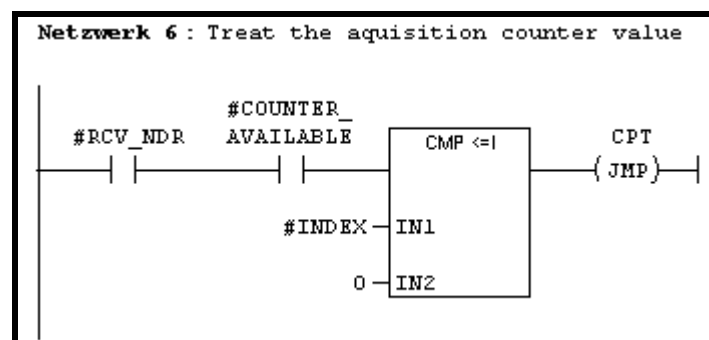 Netzwerk 6 : Treat the aquisition counter value
#COUNTER_
#RCV_NDR AVAILABLE CMP <=I CPT
JMP
#INDEX IN1
0 IN2